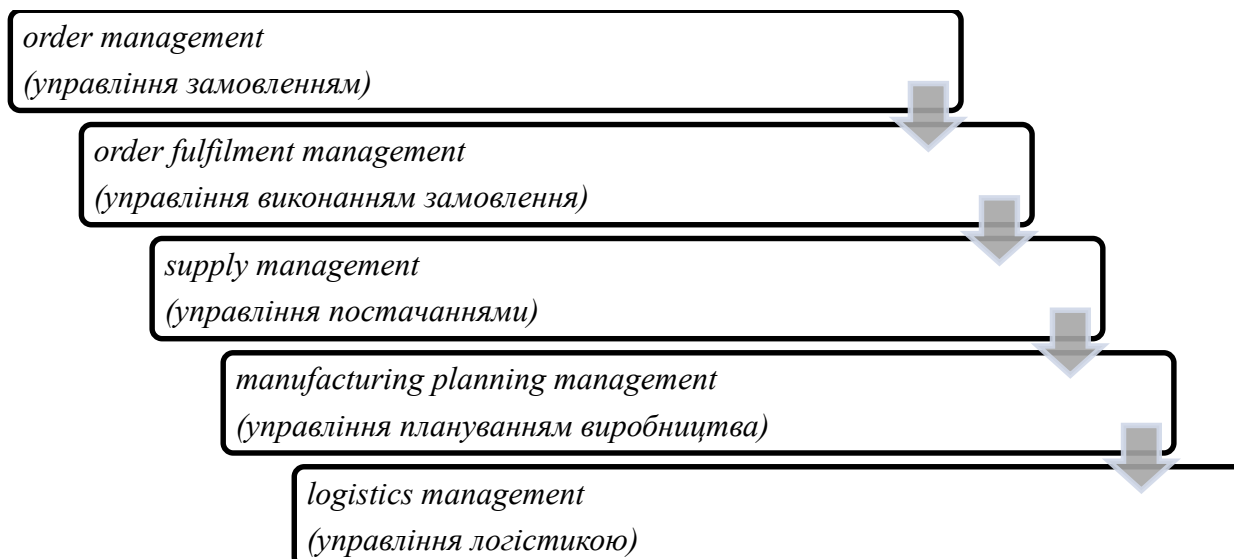 order management
(управління замовленням)
order fulfilment management
(управління виконанням замовлення)
supply management
(управління постачаннями)
manufacturing planning management
(управління плануванням виробництва)
logistics management
(управління логістикою)